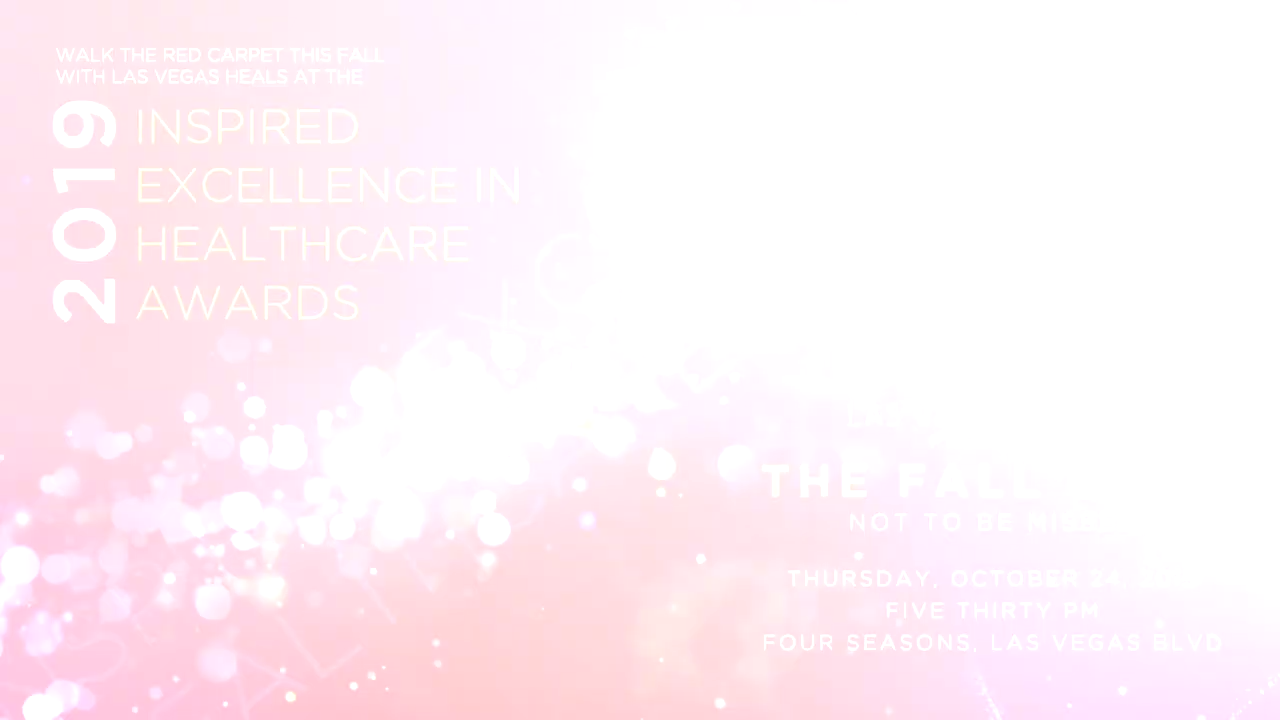 WALK THE RED CARPET THIS FALL
WITH LAS VEGAS HEALS AT THE
2019
INSPIRED
EXCELLENCE IN
HEALTHCARE
AWARDS
THE FALL
NOT TO BE
THURSDAY, OCTOBER 24,
FIVE THIRTY PM
FOUR SEASONS, LAS VEGAS BLVD